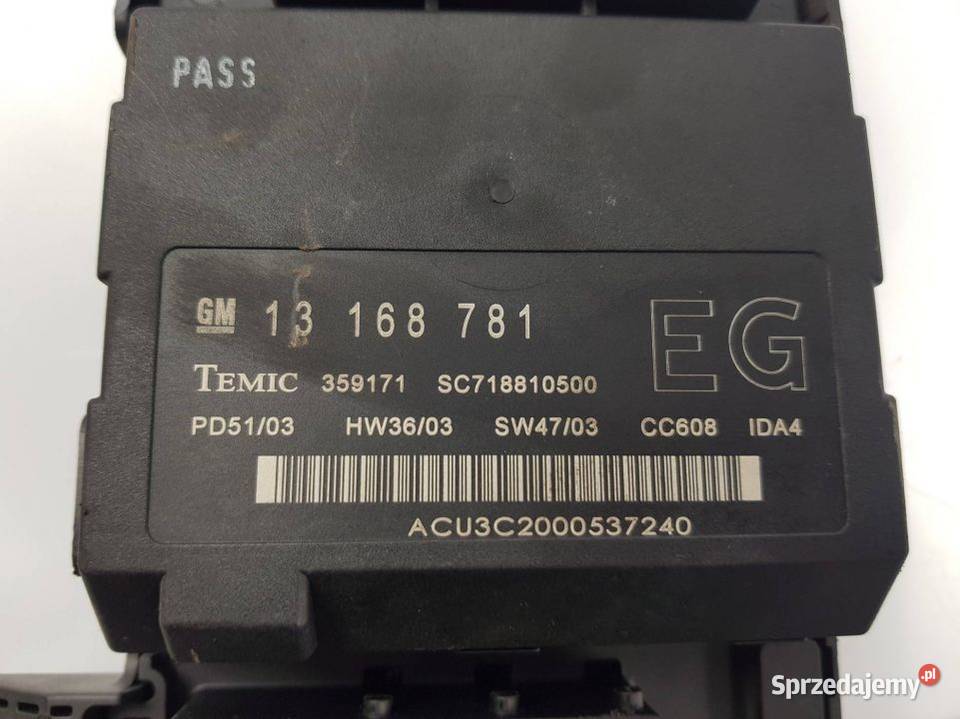 PASS
GM 13 168 781 EG
TEMIC 359171 SC718810500
PD51/03 HW36/03 SW47/03 CC608 IDA4
ACU3C2000537240
Sprzedajemy.pl